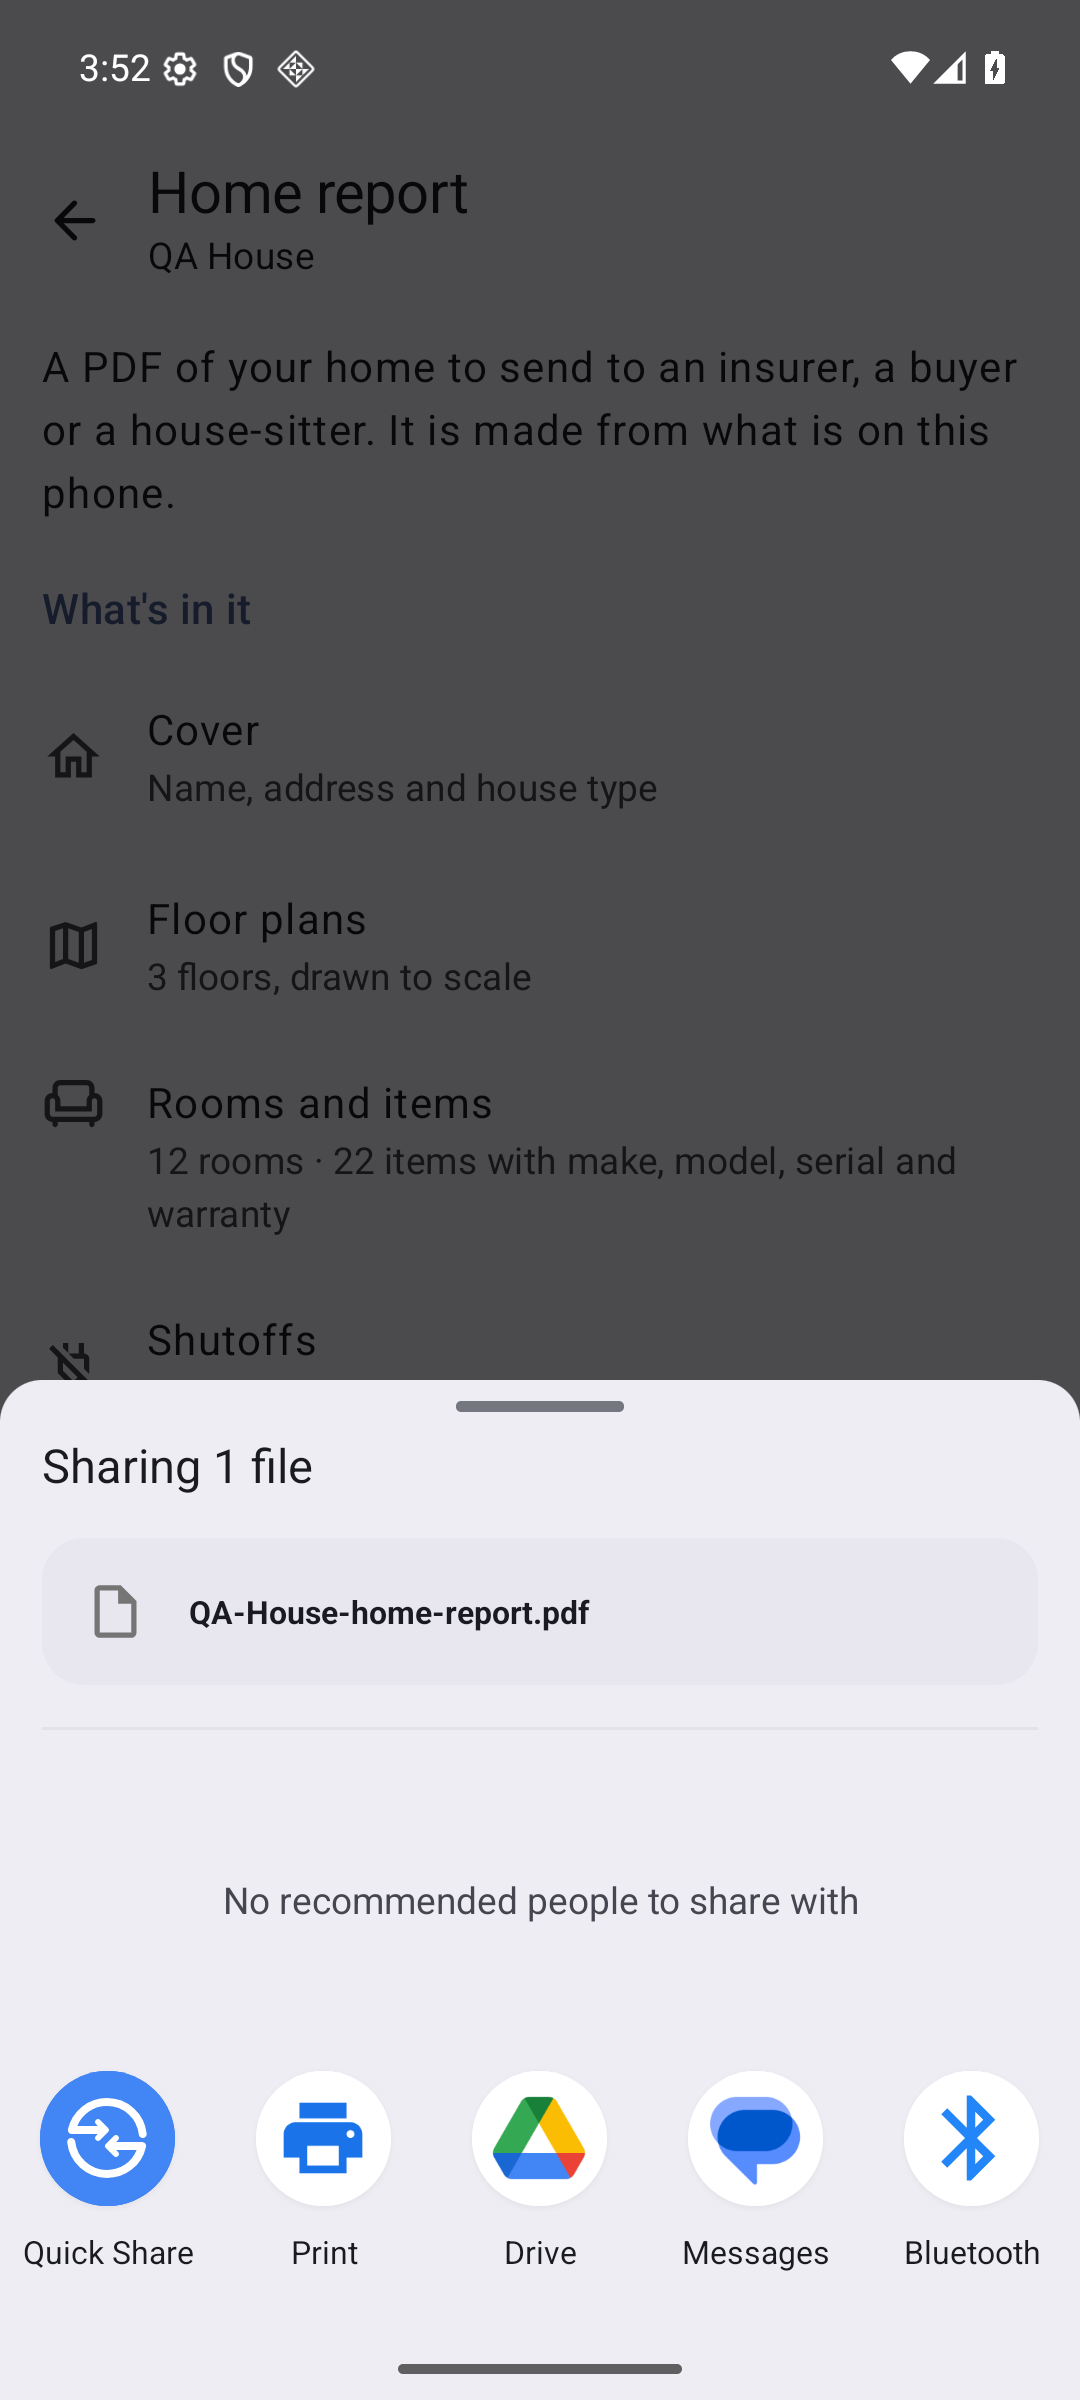 3:52
Home report
QA House
A PDF of your home to send to an insurer, a buyer
or a house-sitter. It is made from what is on this
phone.
What's in it
Cover
Name, address and house type
Floor plans
3 floors, drawn to scale
Rooms and items
12 rooms · 22 items with make, model, serial and
warranty
Shutoffs
Sharing 1 file
QA-House-home-report.pdf
No recommended people to share with
Quick Share
Print
Drive
Messages
Bluetooth